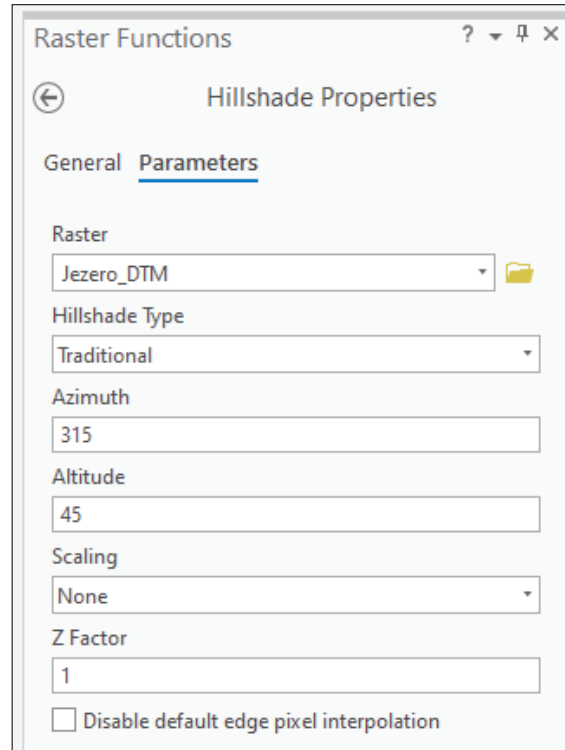 Raster Functions ?
Hillshade Properties
General Parameters
Raster
Jezero_DTM
Hillshade Type
Traditional
Azimuth
315
Altitude
45
Scaling
None
Z Factor
1
Disable default edge pixel interpolation